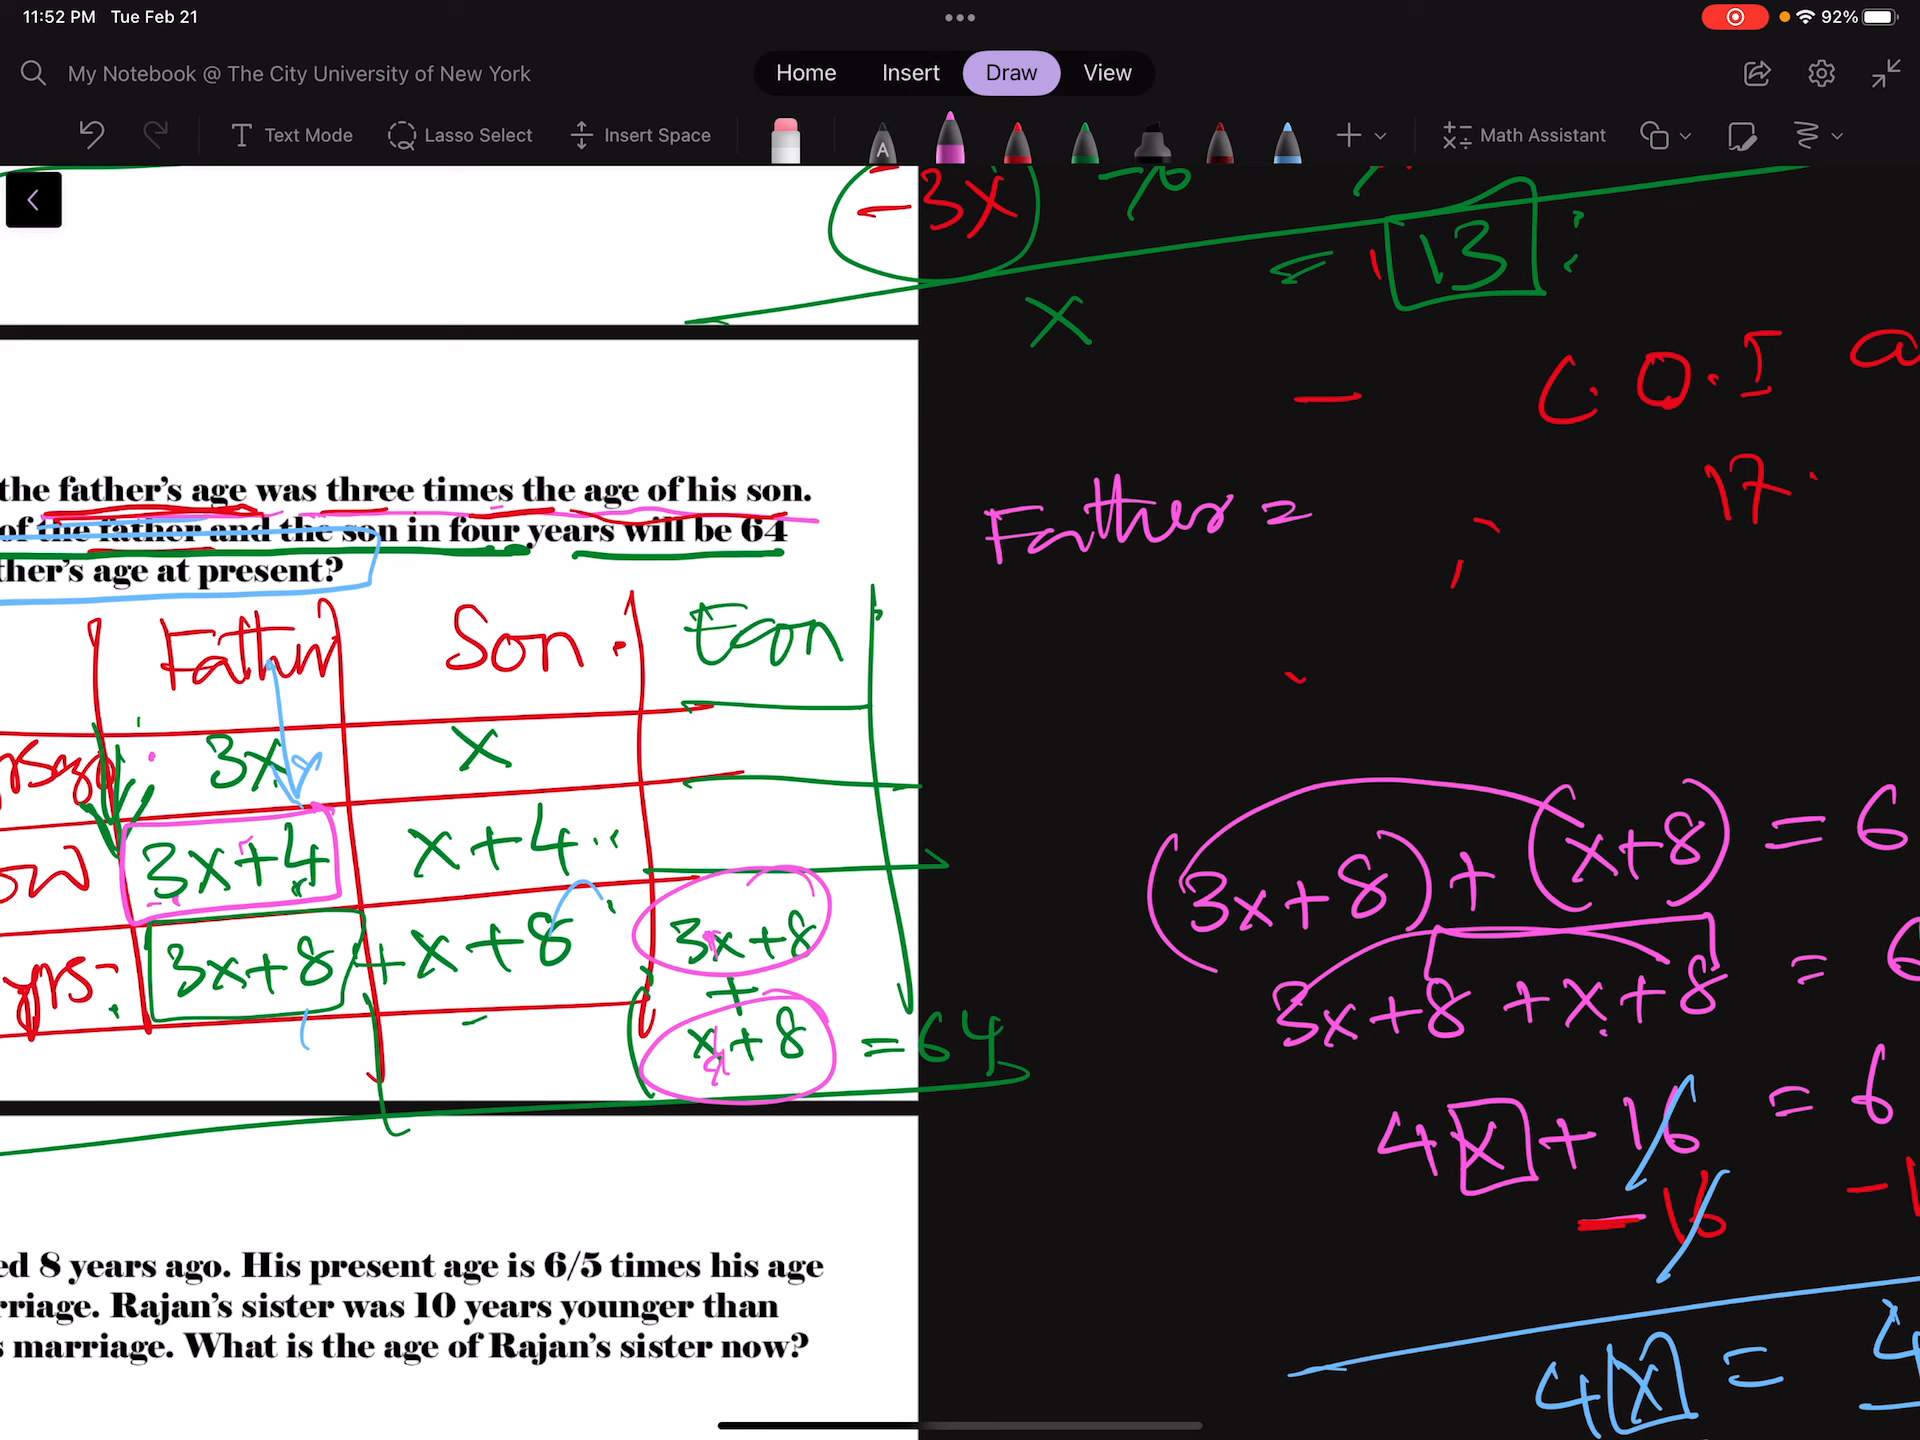 11:52 PM Tue Feb 21
92%
My Notebook @ The City University of New York
Home Insert Draw View
Text Mode Lasso Select Insert Space
A
Math Assistant
-3x
= 13
x
C.O.I a
17.
the father's age was three times the age of his son.
of the father and the son in four years will be 64
ther's age at present?
Father =
Father Son Eqn
3x x
ow 3x+4 x+4
yrs 3x+8 + x+8
3x+8
+
x+8 = 64
(3x+8) + (x+8) = 6
3x+8 + x+8 = 6
4x + 16 = 6
- 16 - 1
4x = 4
ed 8 years ago. His present age is 6/5 times his age
rriage. Rajan's sister was 10 years younger than
s marriage. What is the age of Rajan's sister now?